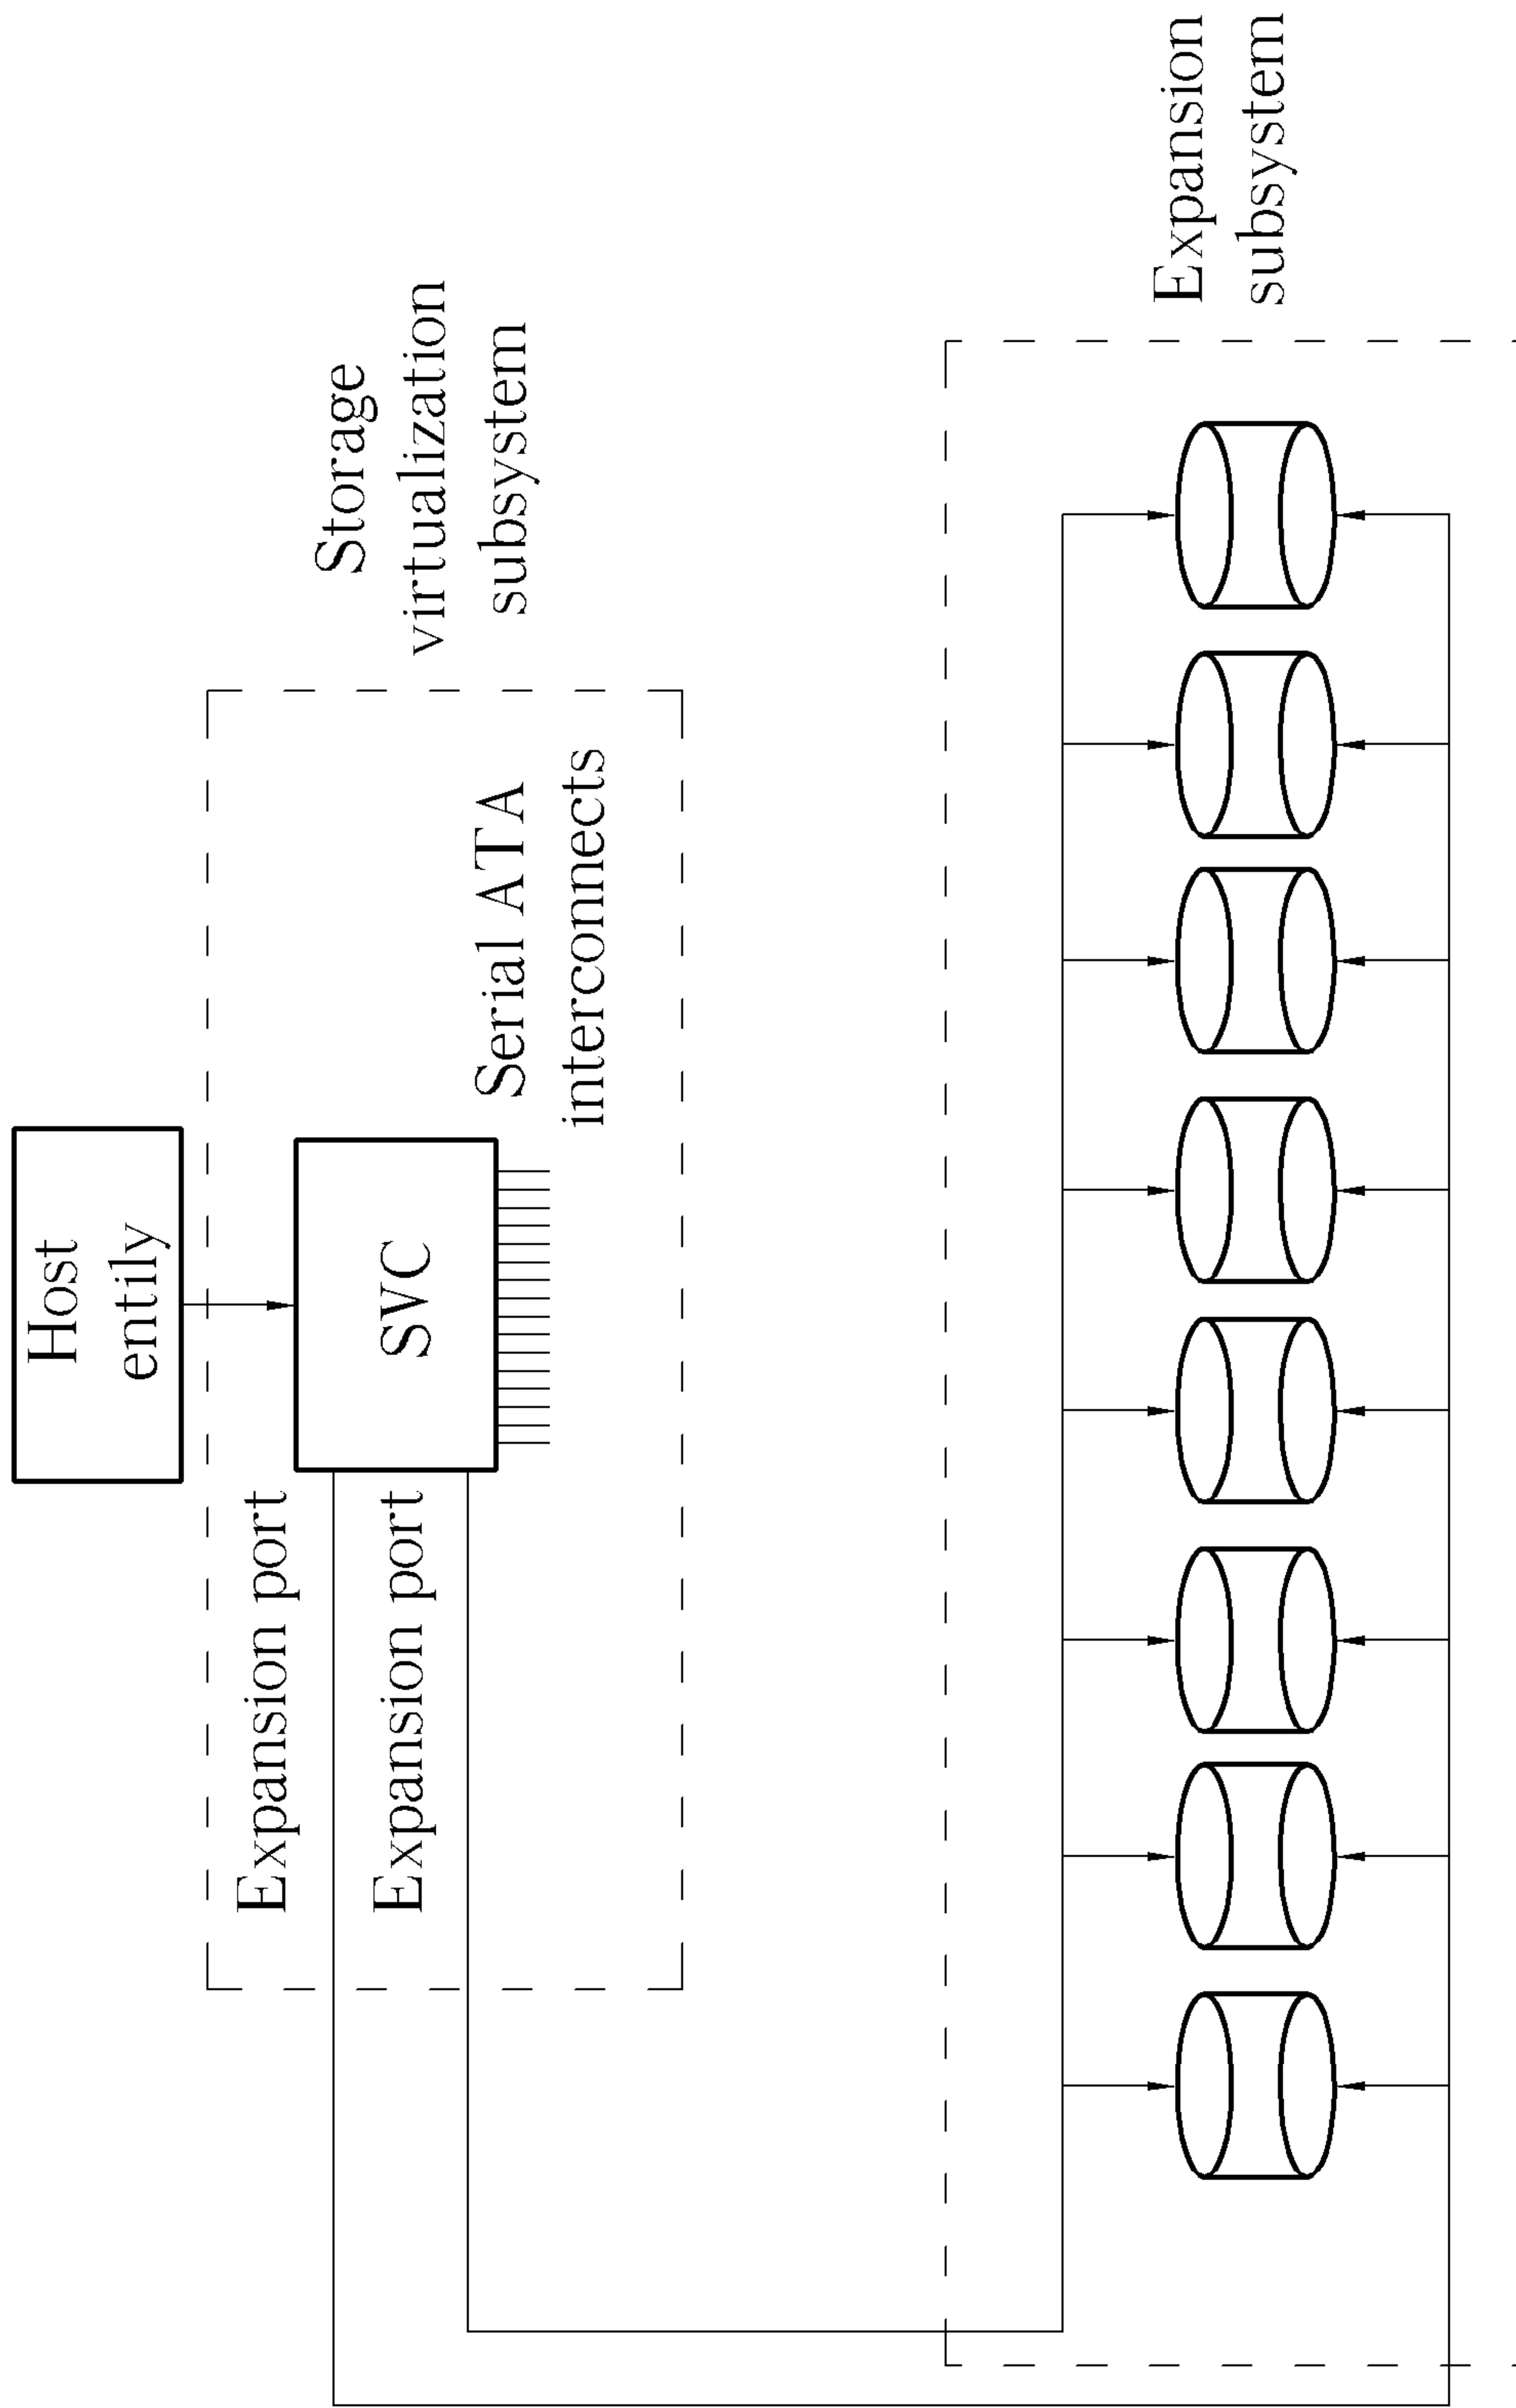 Host
entily
Expansion port
Expansion port
SVC
Serial ATA
interconnects
Storage
virtualization
subsystem
Expansion
subsystem